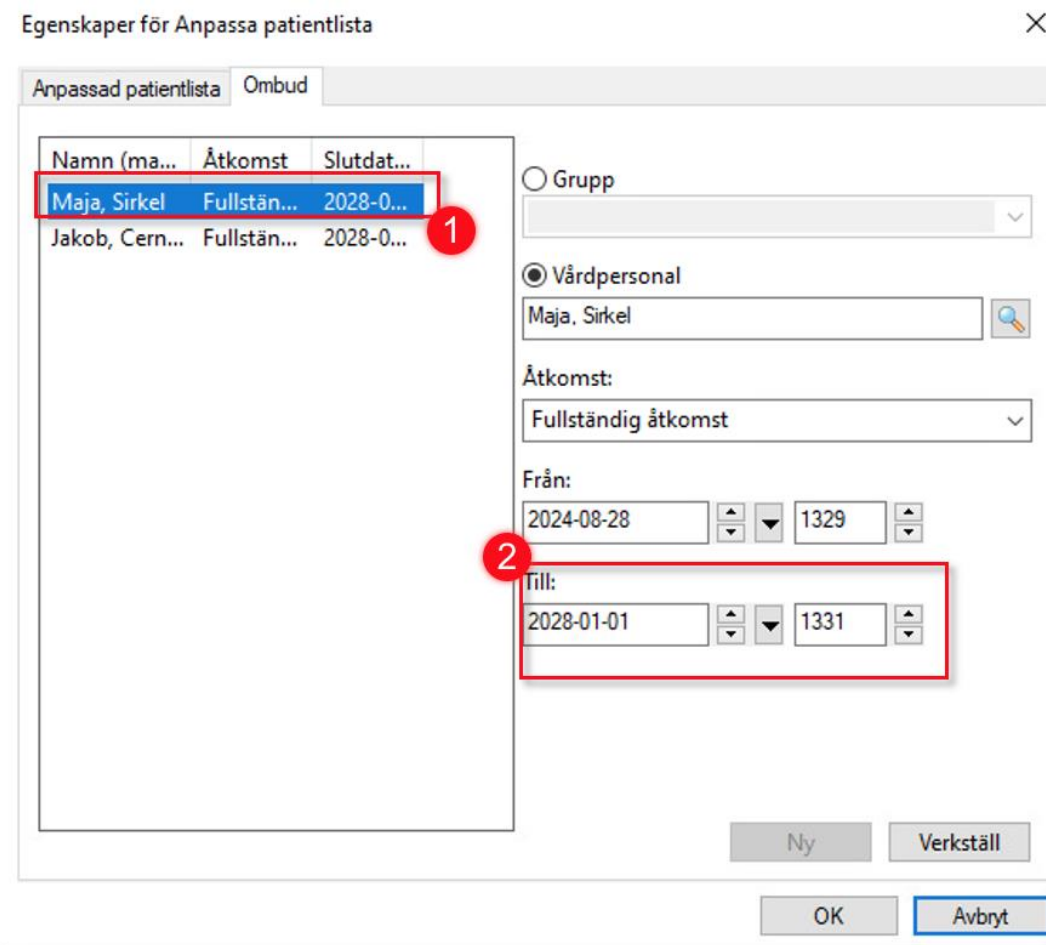 Egenskaper för Anpassa patientlista
Anpassad patientlista Ombud
Namn (ma... Åtkomst Slutdat...
Maja, Sirkel Fullstän... 2028-0...
1
Jakob, Cern... Fullstän... 2028-0...
Grupp
Vårdpersonal
Maja, Sirkel
Åtkomst:
Fullständig åtkomst
Från:
2024-08-28 1329
2
Till:
2028-01-01 1331
Ny Verkställ
OK Avbryt